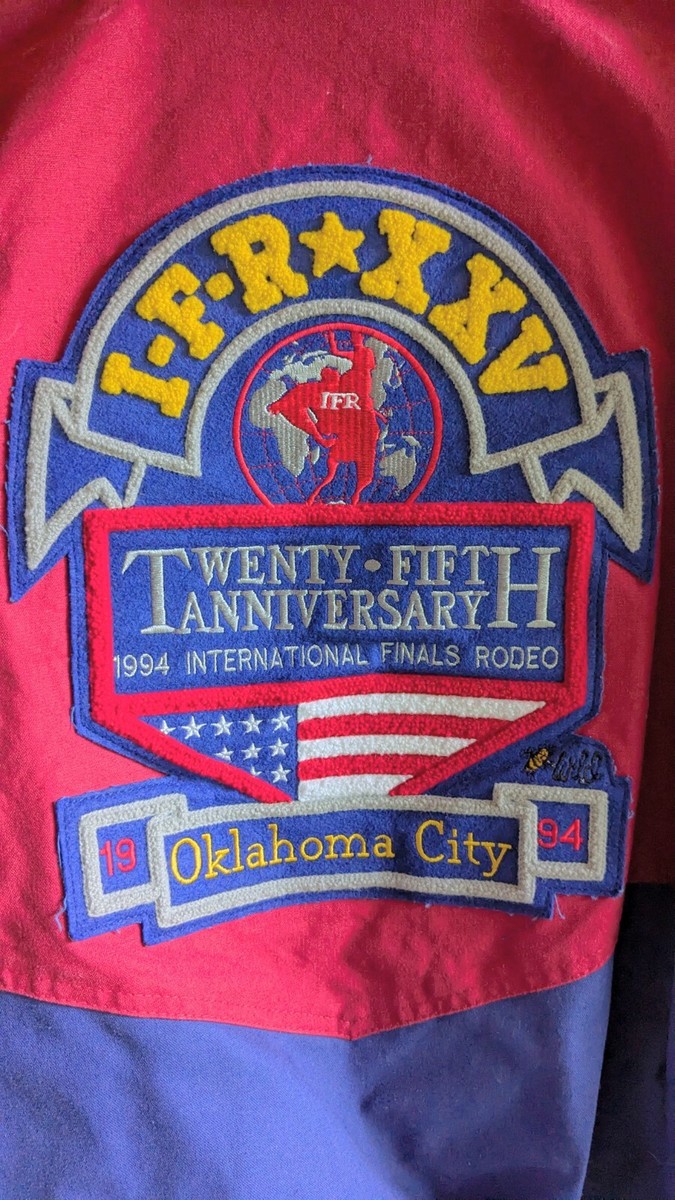 I·F·R★XXV
IFR
TWENTY·FIFTH
ANNIVERSARY
1994 INTERNATIONAL FINALS RODEO
19 Oklahoma City 94